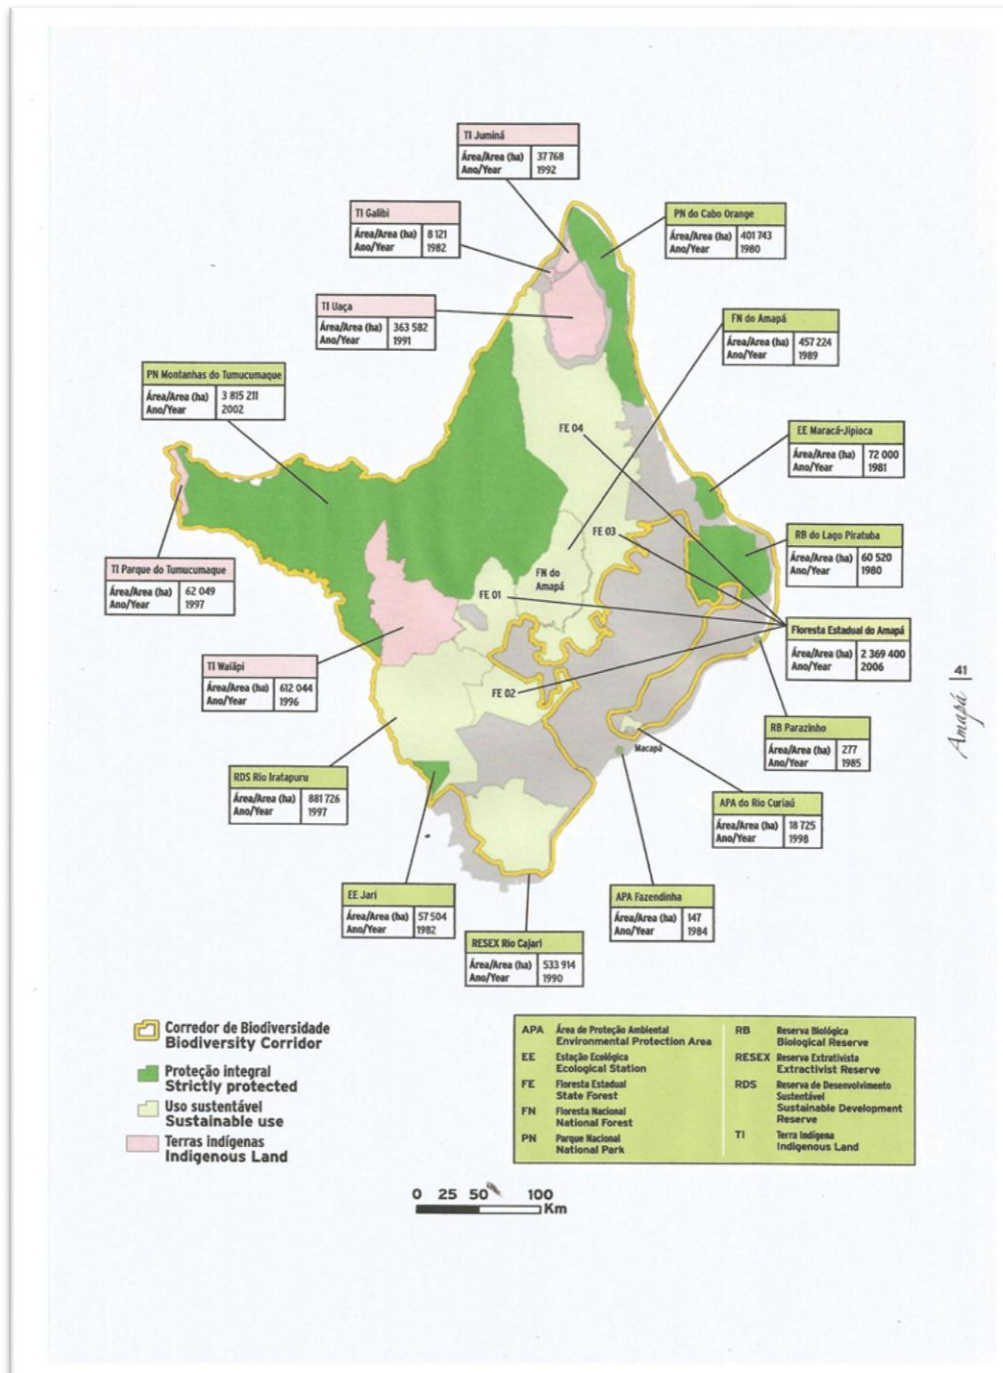 TI Juminá
Área/Area (ha) 37 768
Ano/Year 1992
TI Galibi
Área/Area (ha) 8 121
Ano/Year 1982
PN do Cabo Orange
Área/Area (ha) 401 743
Ano/Year 1980
TI Uaça
Área/Area (ha) 363 582
Ano/Year 1991
FN do Amapá
Área/Area (ha) 457 224
Ano/Year 1989
PN Montanhas do Tumucumaque
Área/Area (ha) 3 815 211
Ano/Year 2002
FE 04
EE Maracá-Jipioca
Área/Area (ha) 72 000
Ano/Year 1981
FE 03
RB do Lago Piratuba
Área/Area (ha) 60 520
Ano/Year 1980
TI Parque do Tumucumaque
Área/Area (ha) 62 049
Ano/Year 1997
FN do
Amapá
FE 01
Floresta Estadual do Amapá
Área/Area (ha) 2 369 400
Ano/Year 2006
TI Waiãpi
Área/Area (ha) 612 044
Ano/Year 1996
FE 02
41
Amapá
RB Parazinho
Área/Area (ha) 277
Ano/Year 1985
Macapá
RDS Rio Iratapuru
Área/Area (ha) 881 726
Ano/Year 1997
APA do Rio Curiaú
Área/Area (ha) 18 725
Ano/Year 1998
EE Jari
Área/Area (ha) 57 504
Ano/Year 1982
APA Fazendinha
Área/Area (ha) 147
Ano/Year 1984
RESEX Rio Cajari
Área/Area (ha) 533 914
Ano/Year 1990
Corredor de Biodiversidade
Biodiversity Corridor
Proteção integral
Strictly protected
Uso sustentável
Sustainable use
Terras indígenas
Indigenous Land
APA Área de Proteção Ambiental
Environmental Protection Area
EE Estação Ecológica
Ecological Station
FE Floresta Estadual
State Forest
FN Floresta Nacional
National Forest
PN Parque Nacional
National Park
RB Reserva Biológica
Biological Reserve
RESEX Reserva Extrativista
Extractivist Reserve
RDS Reserva de Desenvolvimento
Sustentável
Sustainable Development
Reserve
TI Terra Indígena
Indigenous Land
0 25 50 100
Km